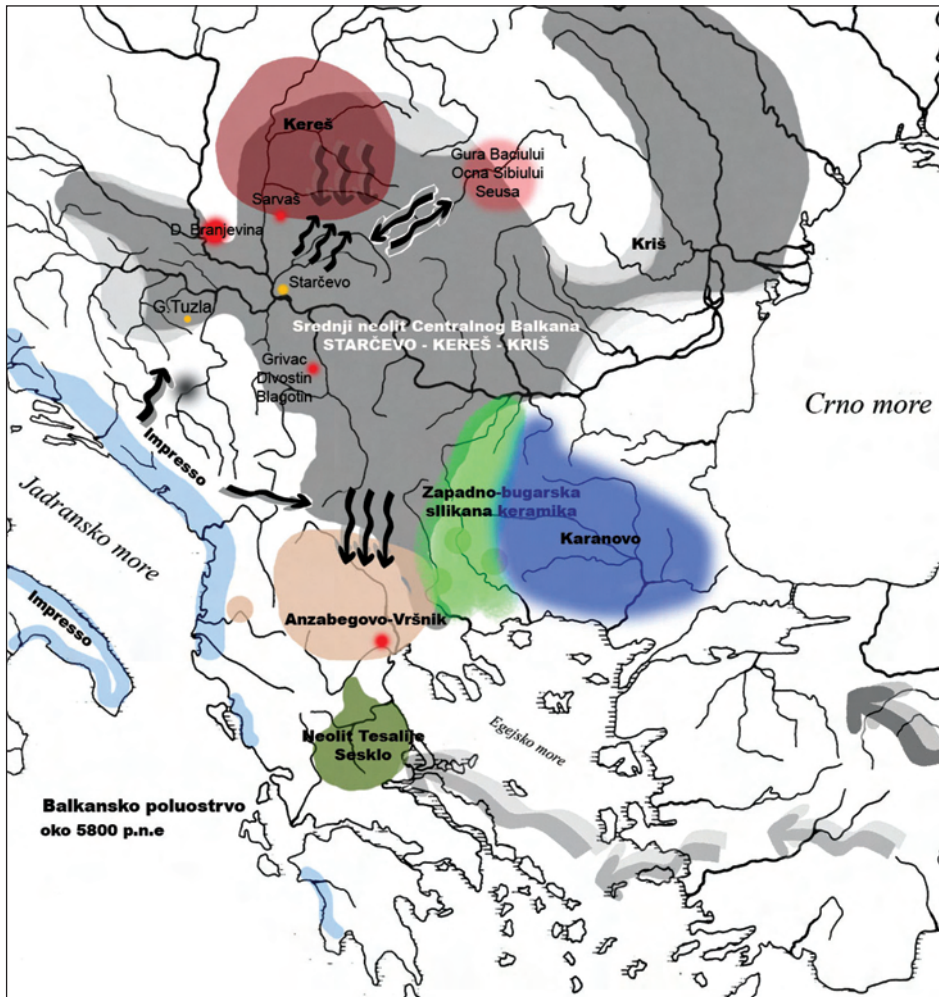 Kereš
Gura Baciului
Ocna Sibiului
Seusa
Sarvaš
D. Branjevina
Kriš
Starčevo
G. Tuzla
Srednji neolit Centralnog Balkana
STARČEVO - KEREŠ - KRIŠ
Grivac
Divostin
Blagotin
Crno more
Impresso
Jadransko more
Zapadno-bugarska
slikana keramika
Karanovo
Impresso
Anzabegovo-Vršnik
Neolit Tesalije
Sesklo
Egejsko more
Balkansko poluostrvo
oko 5800 p.n.e